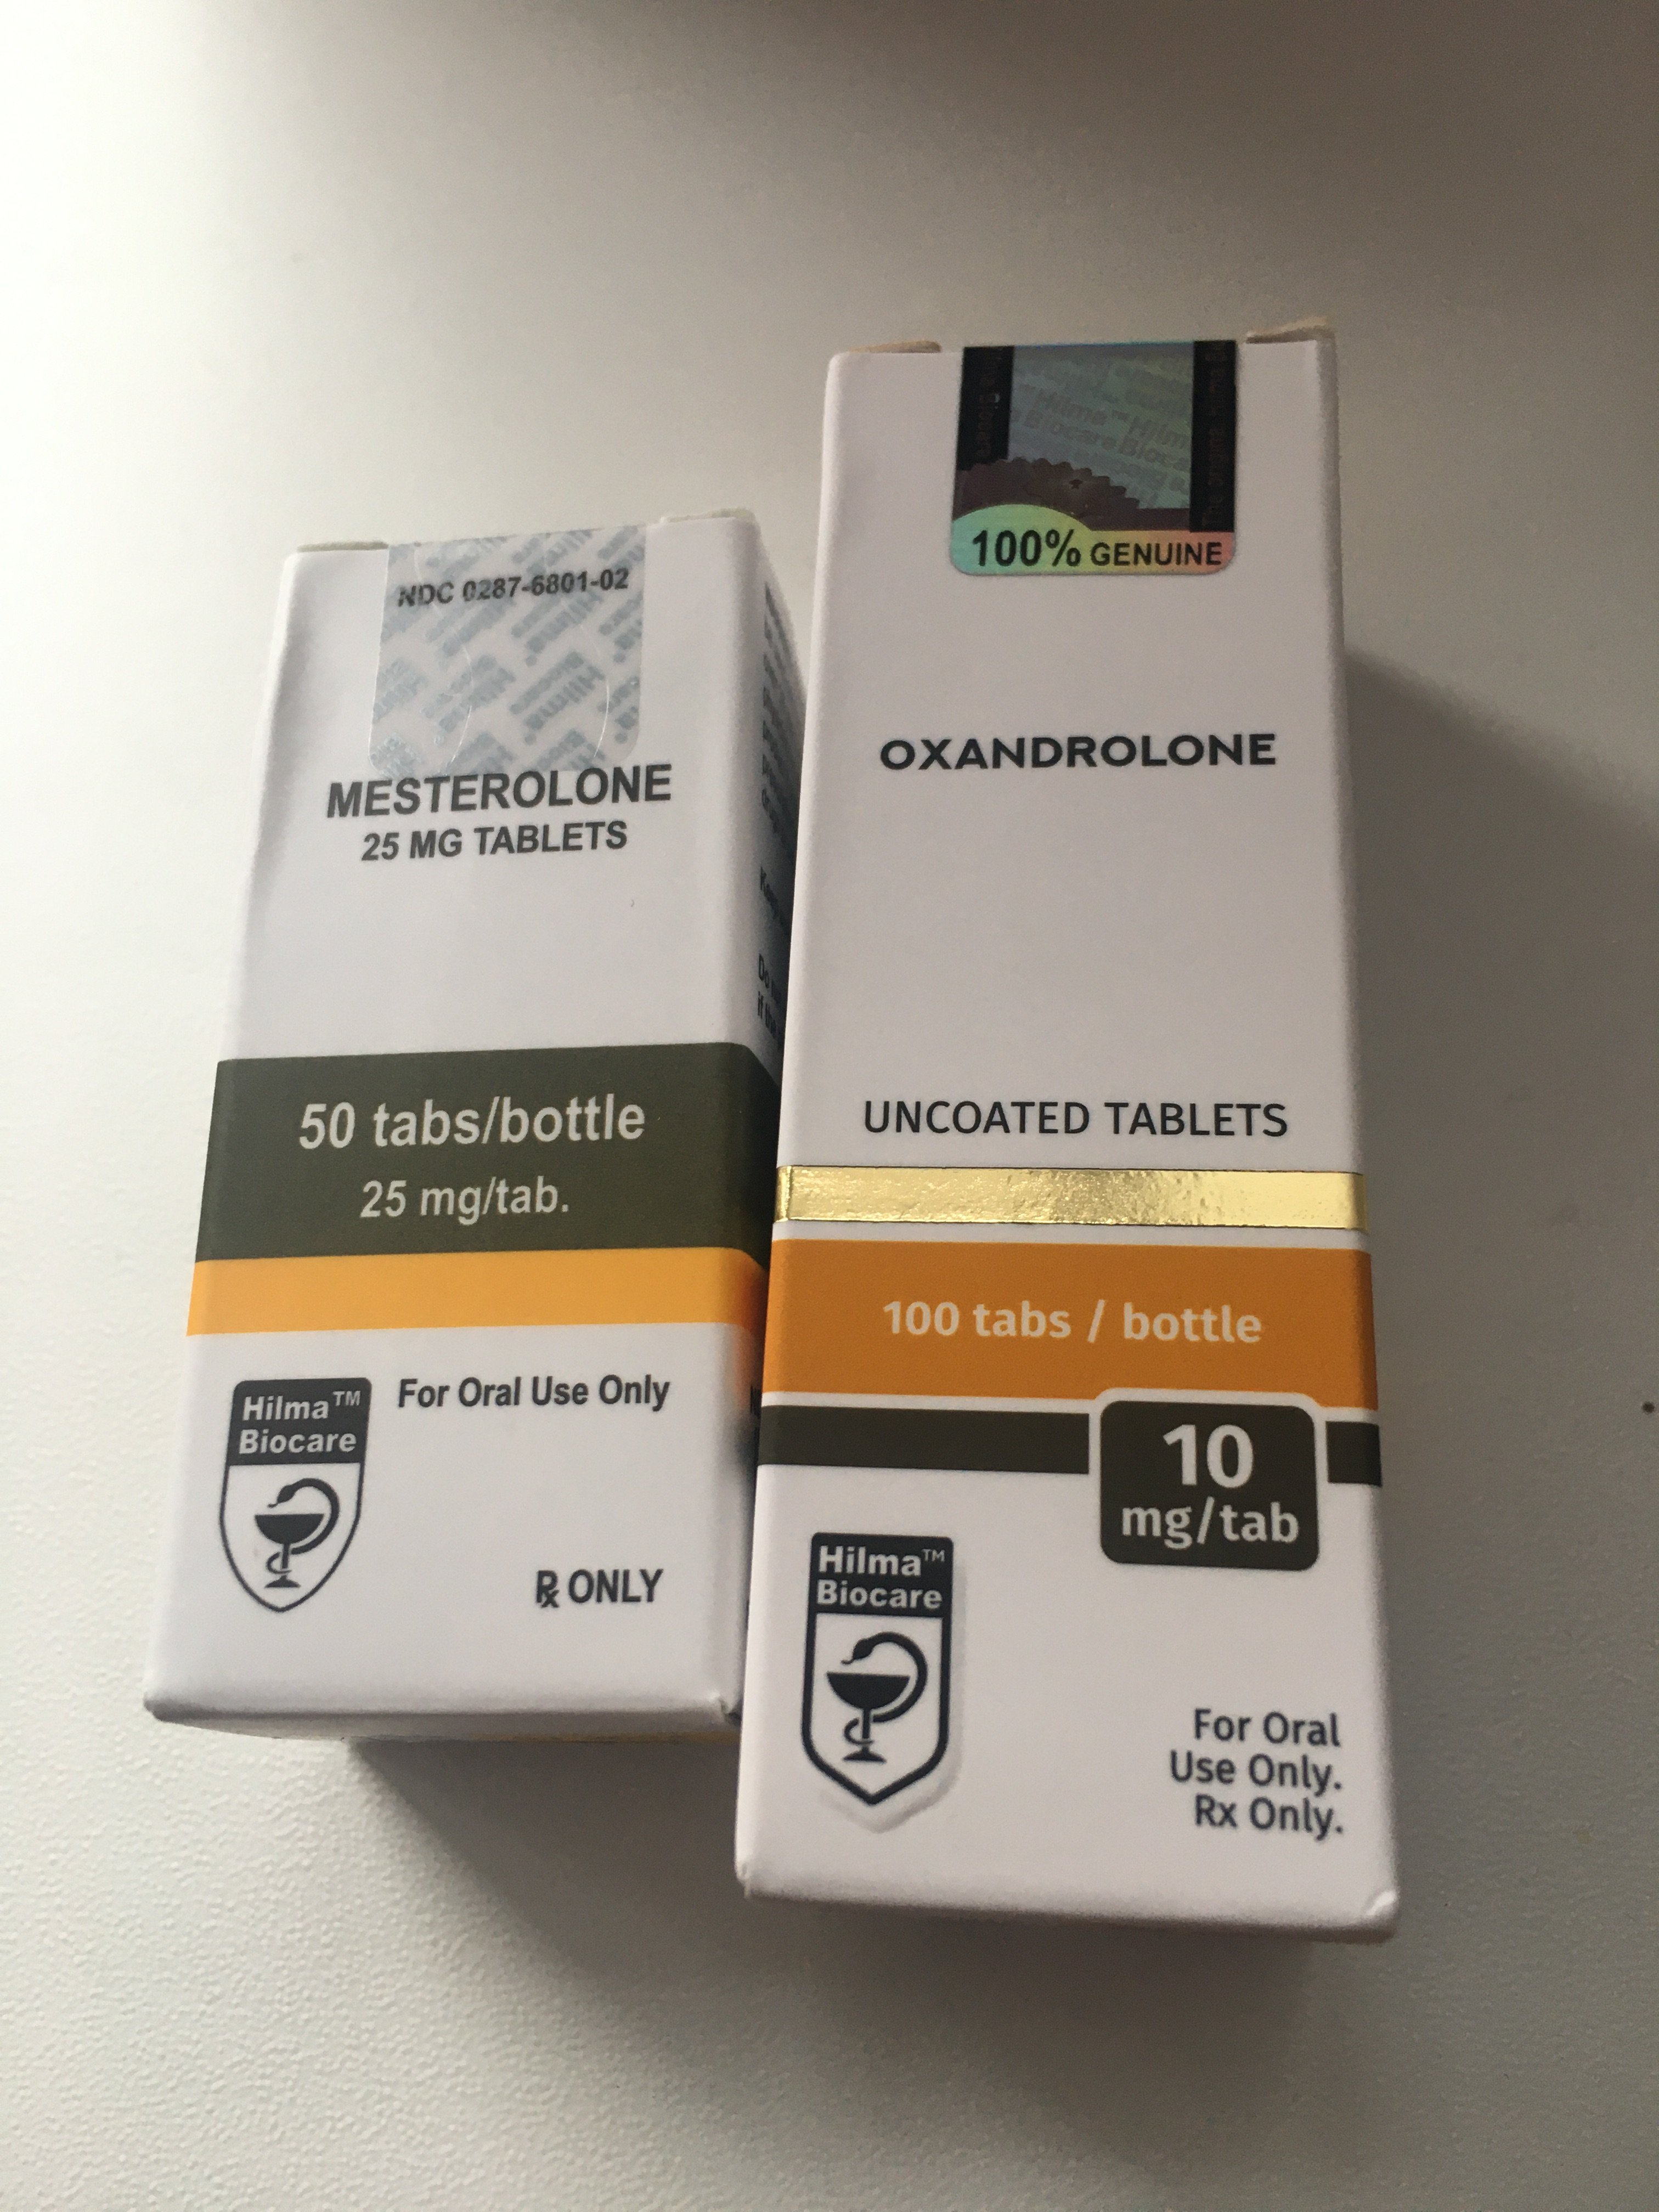 NDC 0287-6801-02
MESTEROLONE
25 MG TABLETS
50 tabs/bottle
25 mg/tab.
Hilma™
Biocare
For Oral Use Only
℞ ONLY
100% GENUINE
OXANDROLONE
UNCOATED TABLETS
100 tabs / bottle
10
mg/tab
Hilma™
Biocare
For Oral
Use Only.
Rx Only.